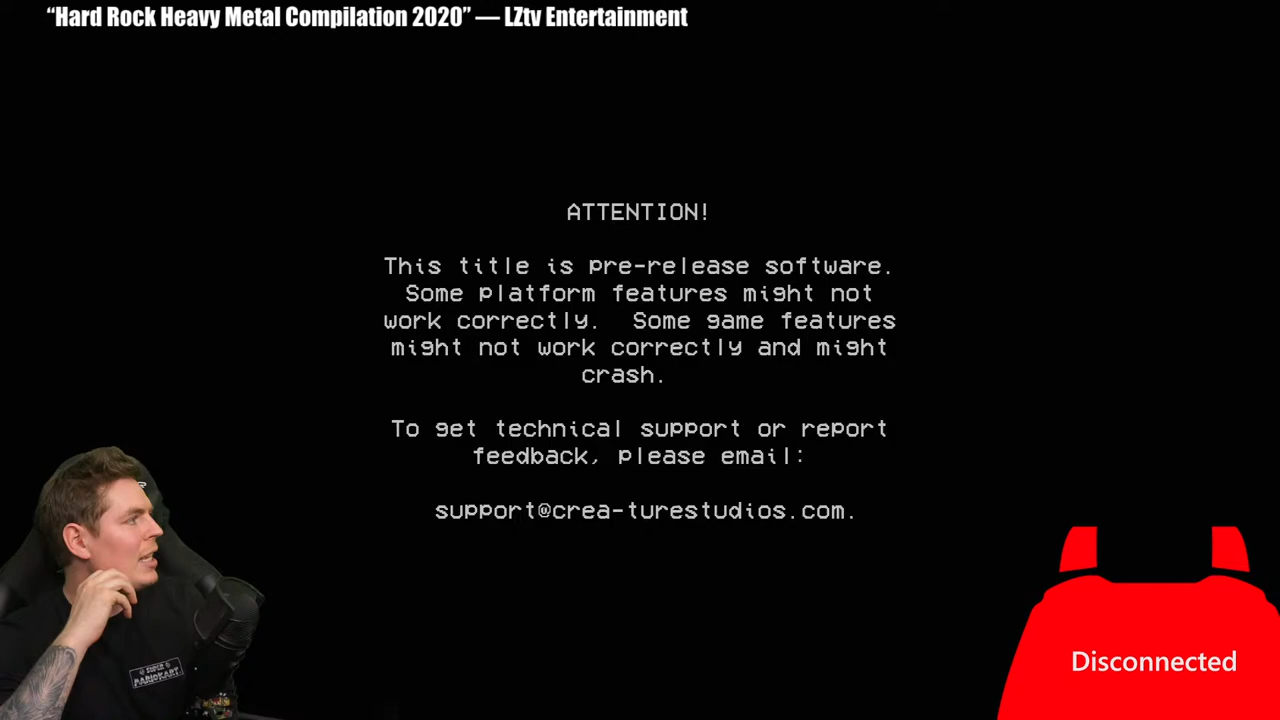 “Hard Rock Heavy Metal Compilation 2020” — LZtv Entertainment
ATTENTION!
This title is pre-release software.
Some platform features might not
work correctly.  Some game features
might not work correctly and might
crash.
To get technical support or report
feedback, please email:
support@crea-turestudios.com.
SUPER
MARIOKART
Disconnected